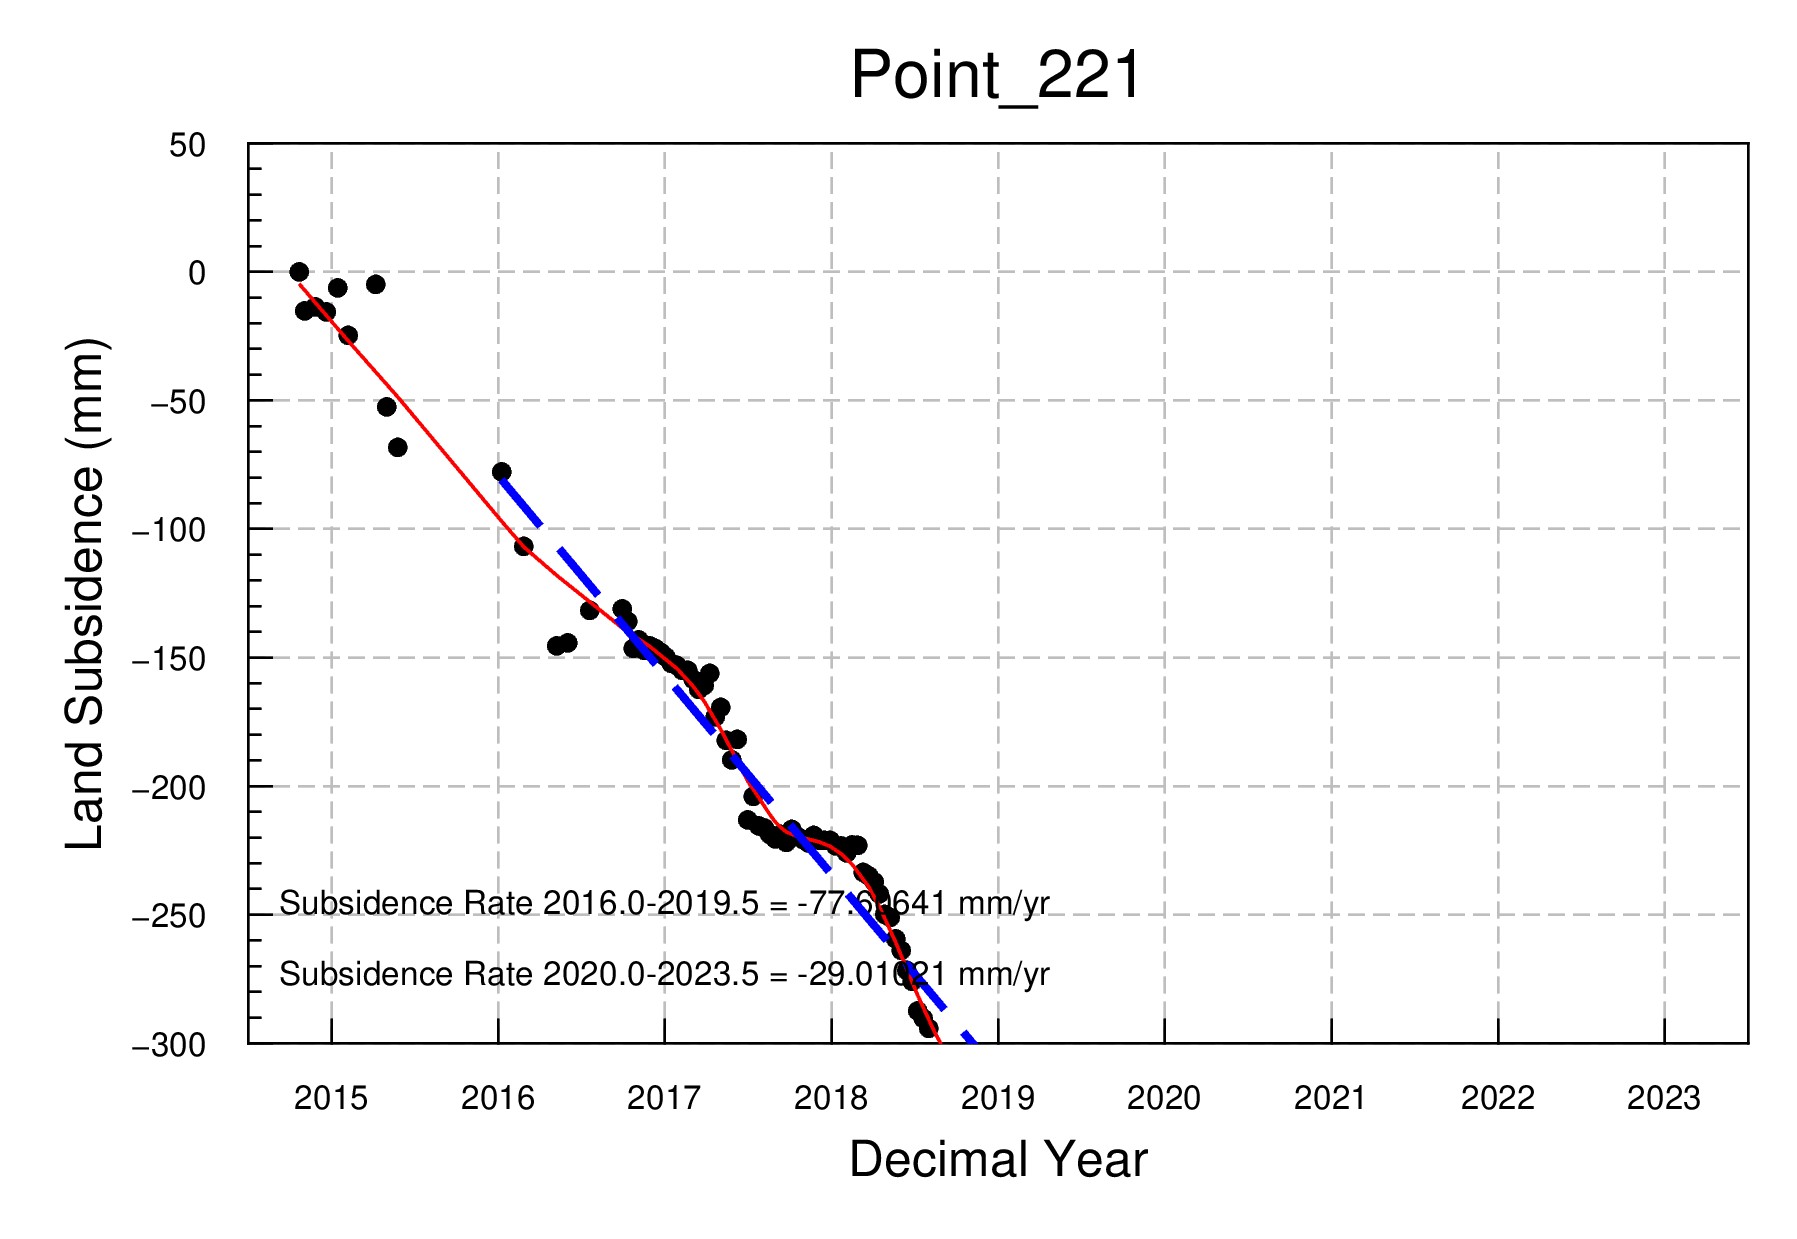 Point_221
50
0
−50
−100
−150
−200
−250
−300
Land Subsidence (mm)
Subsidence Rate 2016.0-2019.5 = mm/yr
Subsidence Rate 2020.0-2023.5 = mm/yr
2015 2016 2017 2018 2019 2020 2021 2022 2023
Decimal Year